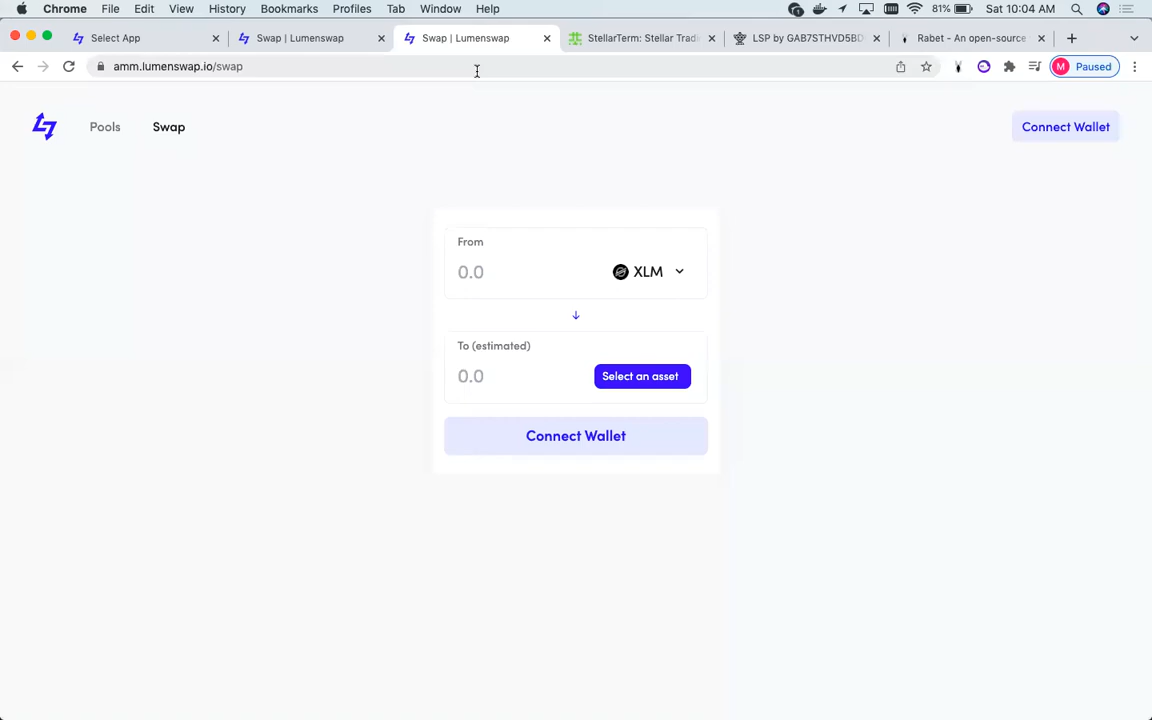 Chrome File Edit View History Bookmarks Profiles Tab Window Help 81% Sat 10:04 AM
Select App Swap | Lumenswap Swap | Lumenswap StellarTerm: Stellar Tradi LSP by GAB7STHVD5BD Rabet - An open-source
amm.lumenswap.io/swap M Paused
Pools Swap Connect Wallet
From
0.0 XLM
To (estimated)
0.0 Select an asset
Connect Wallet